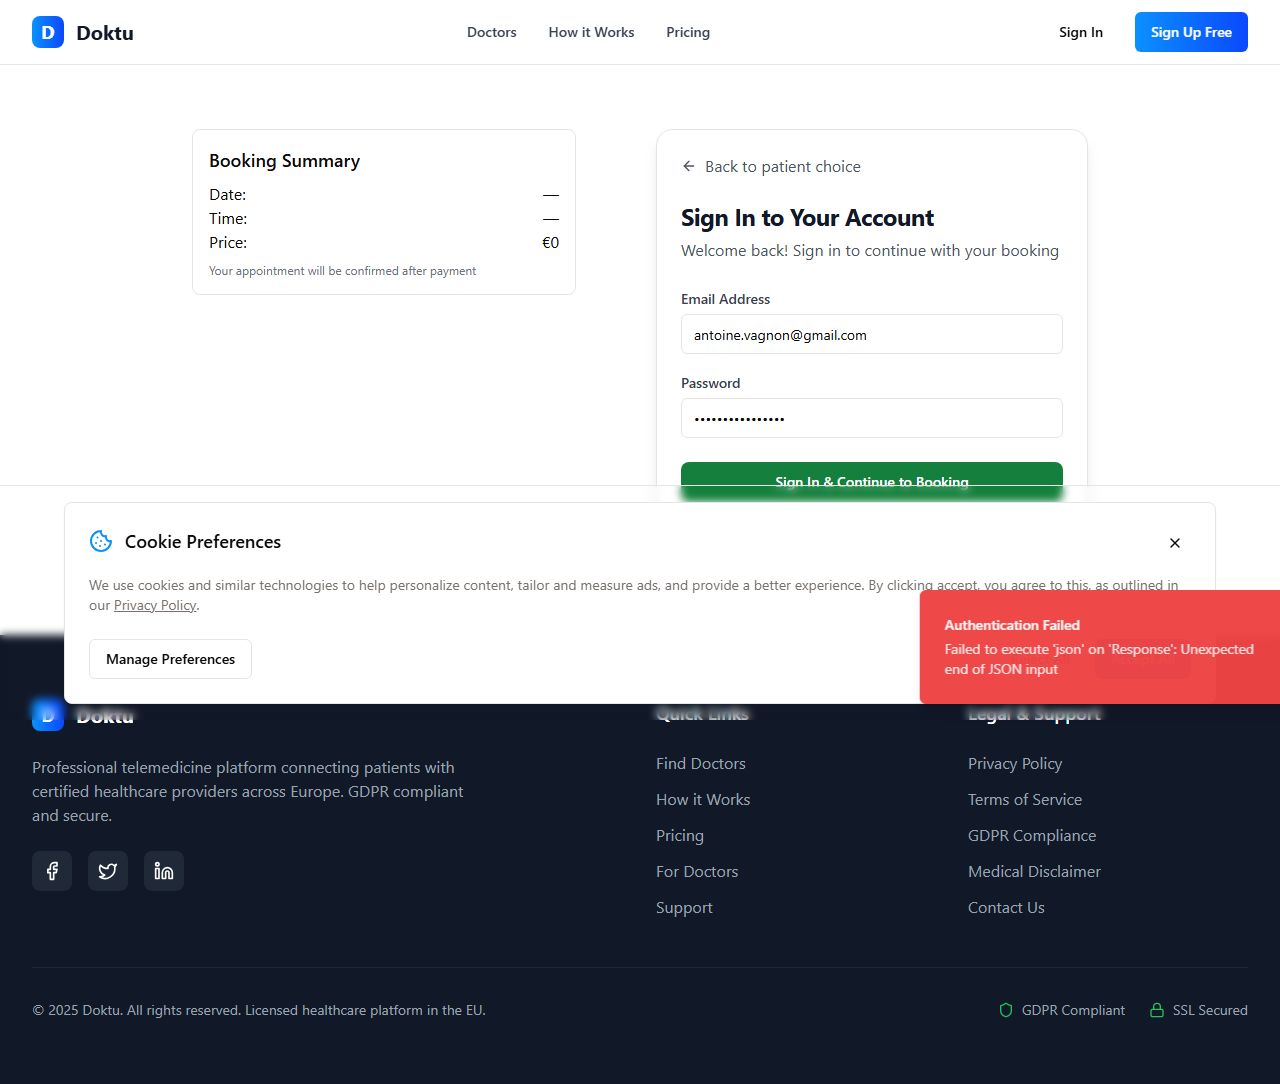 D Doktu
Doctors
How it Works
Pricing
Sign In
Sign Up Free
Booking Summary
Date: —
Time: —
Price: €0
Your appointment will be confirmed after payment
Back to patient choice
Sign In to Your Account
Welcome back! Sign in to continue with your booking
Email Address
antoine.vagnon@gmail.com
Password
••••••••••••••••
Sign In & Continue to Booking
Cookie Preferences
We use cookies and similar technologies to help personalize content, tailor and measure ads, and provide a better experience. By clicking accept, you agree to this, as outlined in
our Privacy Policy.
Manage Preferences
Authentication Failed
Failed to execute 'json' on 'Response': Unexpected
end of JSON input
D Doktu
Professional telemedicine platform connecting patients with
certified healthcare providers across Europe. GDPR compliant
and secure.
Quick Links
Find Doctors
How it Works
Pricing
For Doctors
Support
Legal & Support
Privacy Policy
Terms of Service
GDPR Compliance
Medical Disclaimer
Contact Us
© 2025 Doktu. All rights reserved. Licensed healthcare platform in the EU.
GDPR Compliant
SSL Secured